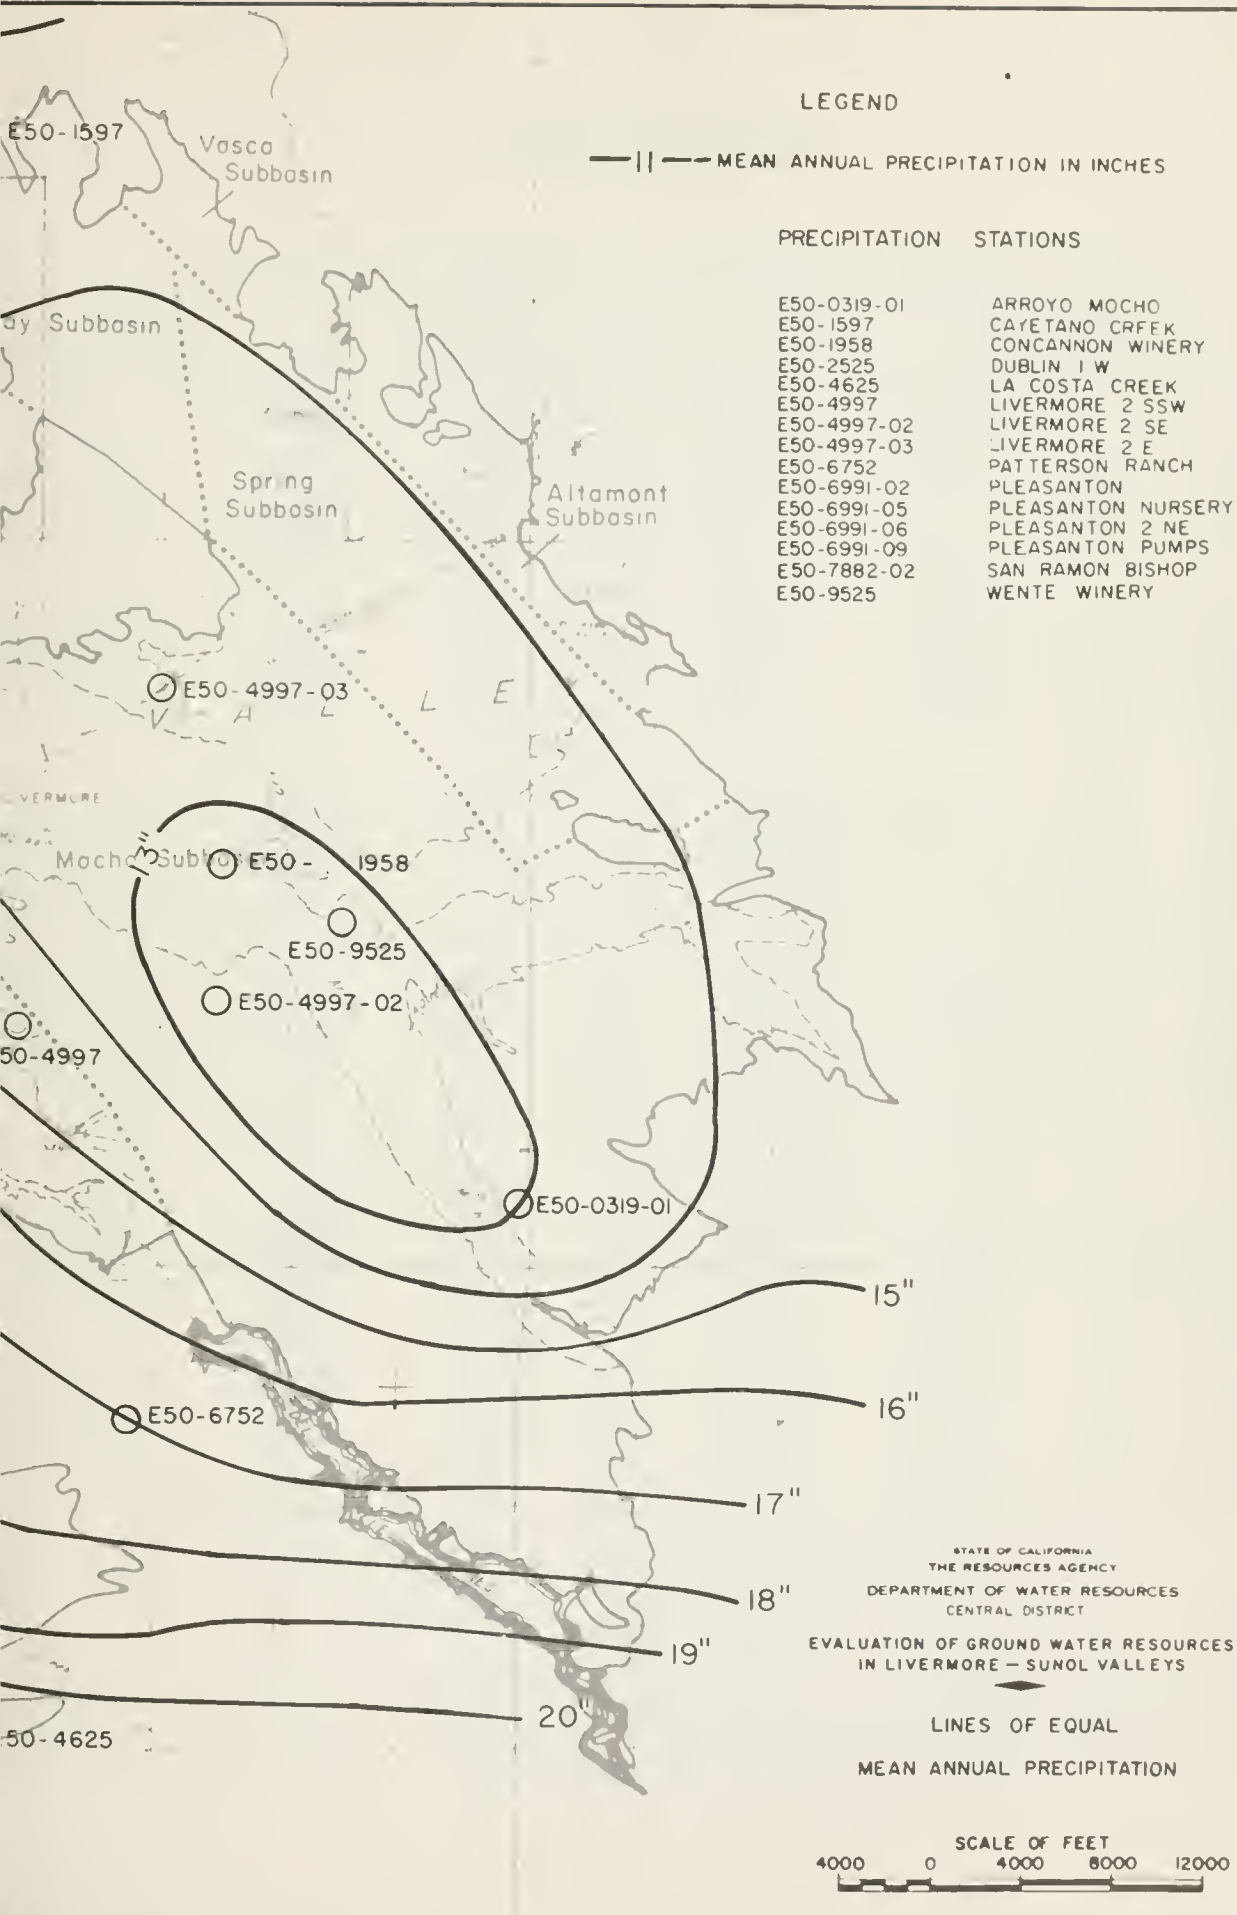 LEGEND
11 MEAN ANNUAL PRECIPITATION IN INCHES
PRECIPITATION STATIONS
E50-0319-01 ARROYO MOCHO
E50-1597 CAYETANO CREEK
E50-1958 CONCANNON WINERY
E50-2525 DUBLIN 1 W
E50-4625 LA COSTA CREEK
E50-4997 LIVERMORE 2 SSW
E50-4997-02 LIVERMORE 2 SE
E50-4997-03 LIVERMORE 2 E
E50-6752 PATTERSON RANCH
E50-6991-02 PLEASANTON
E50-6991-05 PLEASANTON NURSERY
E50-6991-06 PLEASANTON 2 NE
E50-6991-09 PLEASANTON PUMPS
E50-7882-02 SAN RAMON BISHOP
E50-9525 WENTE WINERY
E50-1597
Vasco
Subbasin
ay Subbasin
Spring
Subbasin
Altamont
Subbasin
E50-4997-03
V A L L E
VERMORE
13"
Mocho Subbasin
E50-1958
E50-9525
E50-4997-02
50-4997
E50-0319-01
15"
16"
E50-6752
17"
18"
19"
20"
50-4625
STATE OF CALIFORNIA
THE RESOURCES AGENCY
DEPARTMENT OF WATER RESOURCES
CENTRAL DISTRICT
EVALUATION OF GROUND WATER RESOURCES
IN LIVERMORE – SUNOL VALLEYS
LINES OF EQUAL
MEAN ANNUAL PRECIPITATION
SCALE OF FEET
4000 0 4000 8000 12000